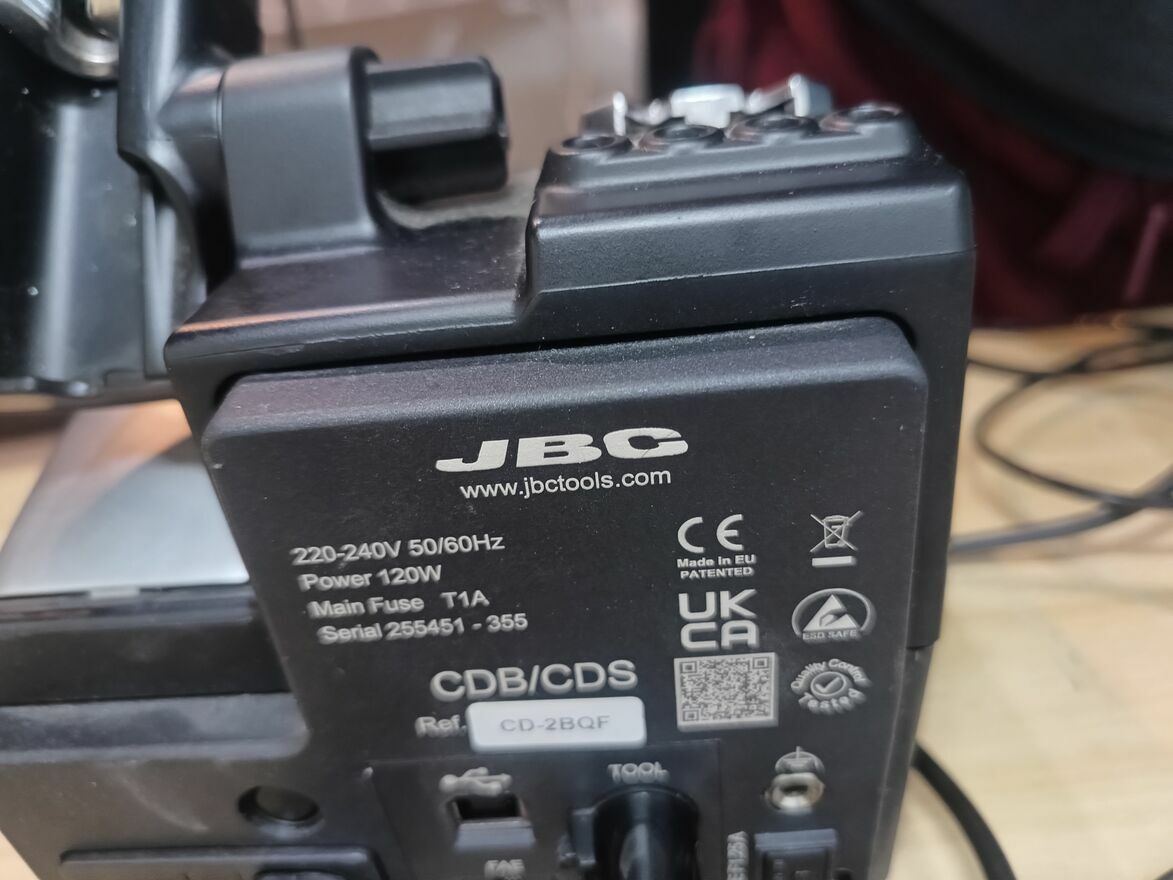 JBC
www.jbctools.com
220-240V 50/60Hz
Power 120W
Main Fuse T1A
Serial 255451 - 355
CE
Made in EU
PATENTED
UK
CA
ESD SAFE
Quality Control
Tested
CDB/CDS
Ref. CD-2BQF
TOOL
FAE